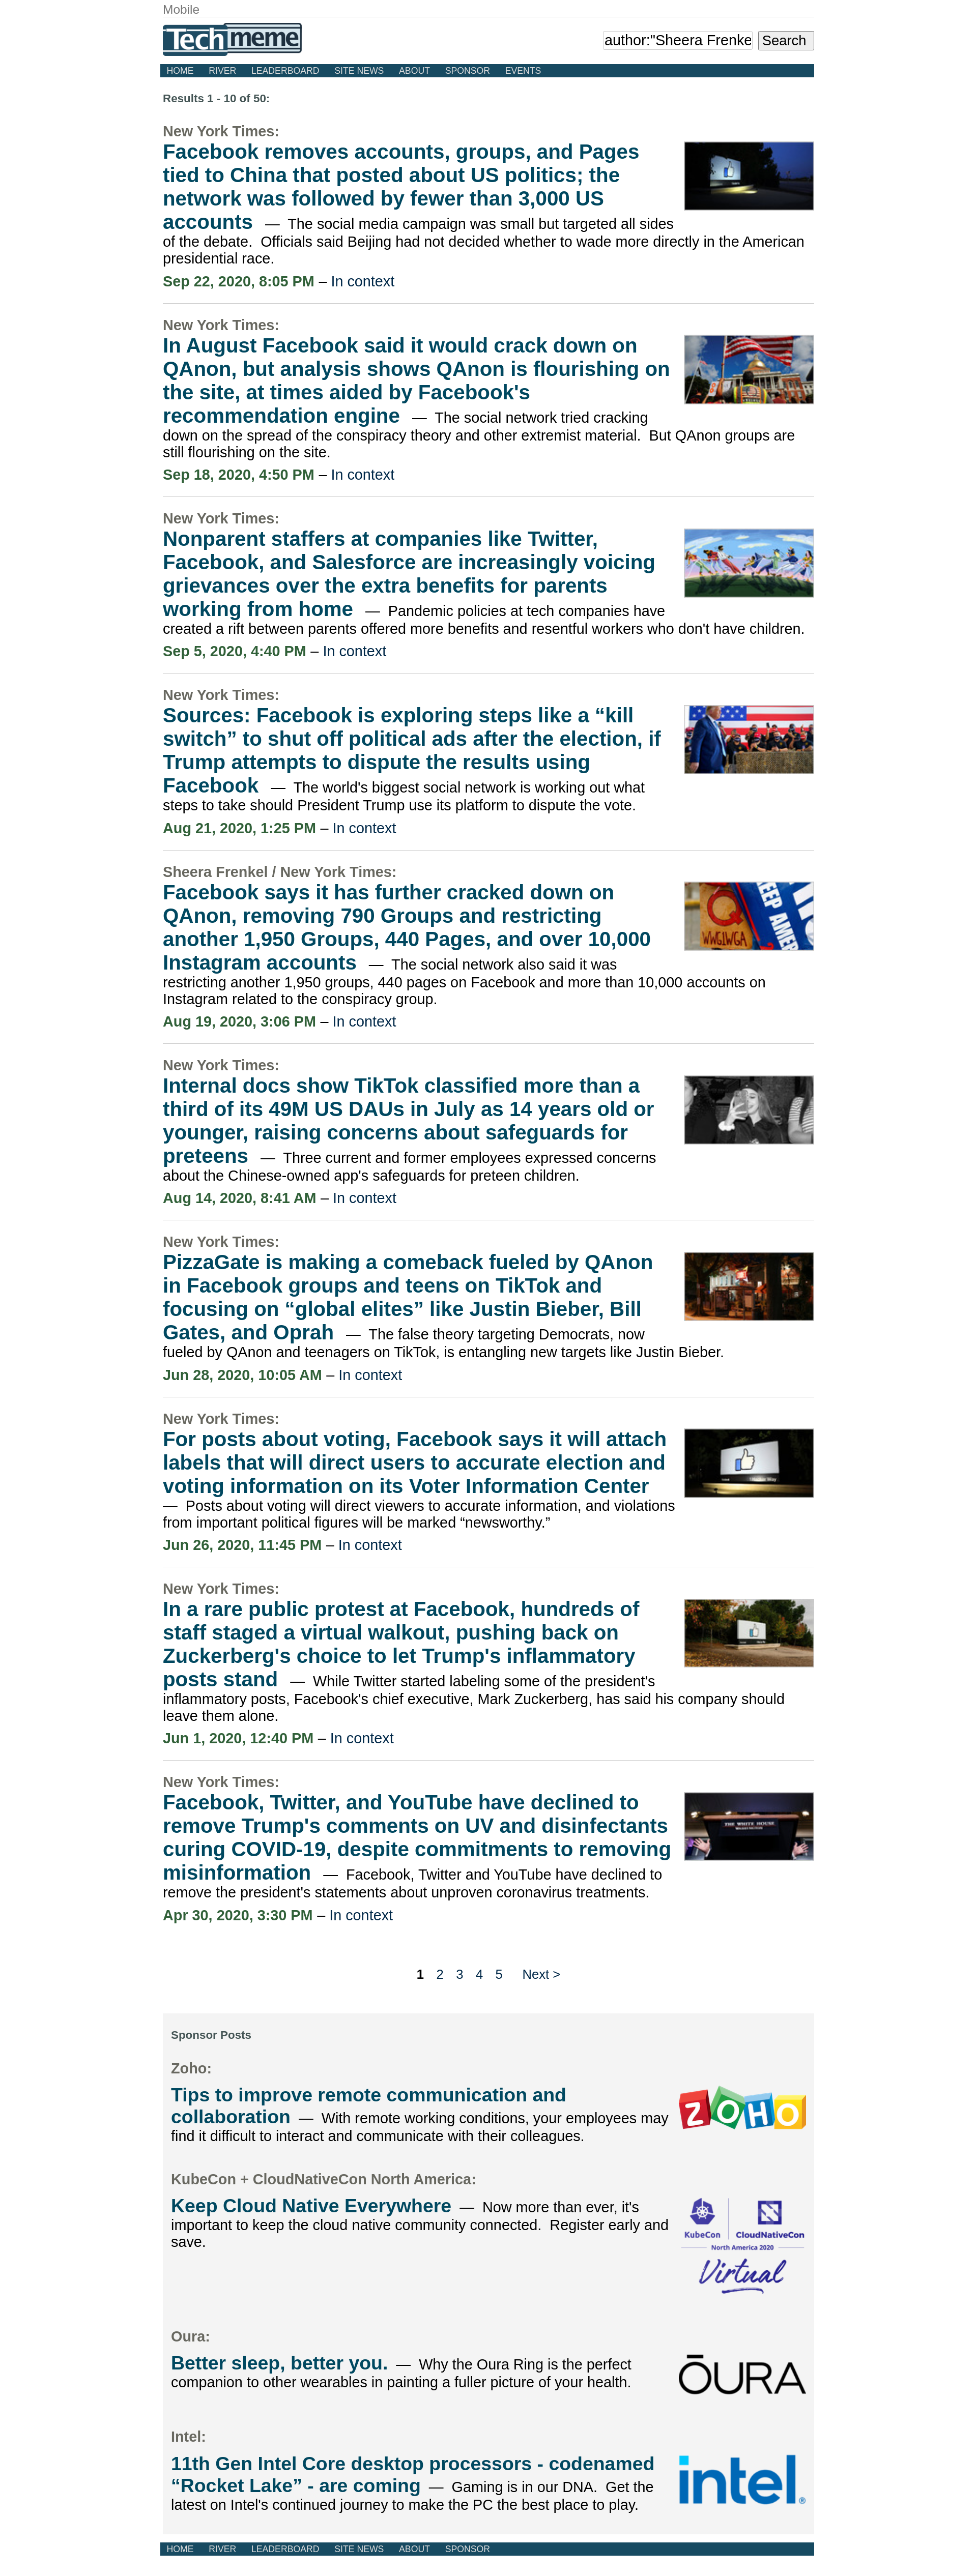 Mobile
Techmeme
author:"Sheera Frenke
Search
HOME RIVER LEADERBOARD SITE NEWS ABOUT SPONSOR EVENTS
Results 1 - 10 of 50:
New York Times:
Facebook removes accounts, groups, and Pages
tied to China that posted about US politics; the
network was followed by fewer than 3,000 US
accounts — The social media campaign was small but targeted all sides
of the debate. Officials said Beijing had not decided whether to wade more directly in the American
presidential race.
Sep 22, 2020, 8:05 PM – In context
New York Times:
In August Facebook said it would crack down on
QAnon, but analysis shows QAnon is flourishing on
the site, at times aided by Facebook's
recommendation engine — The social network tried cracking
down on the spread of the conspiracy theory and other extremist material. But QAnon groups are
still flourishing on the site.
Sep 18, 2020, 4:50 PM – In context
New York Times:
Nonparent staffers at companies like Twitter,
Facebook, and Salesforce are increasingly voicing
grievances over the extra benefits for parents
working from home — Pandemic policies at tech companies have
created a rift between parents offered more benefits and resentful workers who don't have children.
Sep 5, 2020, 4:40 PM – In context
New York Times:
Sources: Facebook is exploring steps like a “kill
switch” to shut off political ads after the election, if
Trump attempts to dispute the results using
Facebook — The world's biggest social network is working out what
steps to take should President Trump use its platform to dispute the vote.
Aug 21, 2020, 1:25 PM – In context
Sheera Frenkel / New York Times:
Facebook says it has further cracked down on
QAnon, removing 790 Groups and restricting
another 1,950 Groups, 440 Pages, and over 10,000
Instagram accounts — The social network also said it was
restricting another 1,950 groups, 440 pages on Facebook and more than 10,000 accounts on
Instagram related to the conspiracy group.
Aug 19, 2020, 3:06 PM – In context
Q
WWG1WGA
KEEP AMER
New York Times:
Internal docs show TikTok classified more than a
third of its 49M US DAUs in July as 14 years old or
younger, raising concerns about safeguards for
preteens — Three current and former employees expressed concerns
about the Chinese-owned app's safeguards for preteen children.
Aug 14, 2020, 8:41 AM – In context
New York Times:
PizzaGate is making a comeback fueled by QAnon
in Facebook groups and teens on TikTok and
focusing on “global elites” like Justin Bieber, Bill
Gates, and Oprah — The false theory targeting Democrats, now
fueled by QAnon and teenagers on TikTok, is entangling new targets like Justin Bieber.
Jun 28, 2020, 10:05 AM – In context
New York Times:
For posts about voting, Facebook says it will attach
labels that will direct users to accurate election and
voting information on its Voter Information Center
— Posts about voting will direct viewers to accurate information, and violations
from important political figures will be marked “newsworthy.”
Jun 26, 2020, 11:45 PM – In context
New York Times:
In a rare public protest at Facebook, hundreds of
staff staged a virtual walkout, pushing back on
Zuckerberg's choice to let Trump's inflammatory
posts stand — While Twitter started labeling some of the president's
inflammatory posts, Facebook's chief executive, Mark Zuckerberg, has said his company should
leave them alone.
Jun 1, 2020, 12:40 PM – In context
New York Times:
Facebook, Twitter, and YouTube have declined to
remove Trump's comments on UV and disinfectants
curing COVID-19, despite commitments to removing
misinformation — Facebook, Twitter and YouTube have declined to
remove the president's statements about unproven coronavirus treatments.
Apr 30, 2020, 3:30 PM – In context
THE WHITE HOUSE
WASHINGTON
1 2 3 4 5 Next >
Sponsor Posts
Zoho:
Tips to improve remote communication and
collaboration — With remote working conditions, your employees may
find it difficult to interact and communicate with their colleagues.
ZOHO
KubeCon + CloudNativeCon North America:
Keep Cloud Native Everywhere — Now more than ever, it's
important to keep the cloud native community connected. Register early and
save.
KubeCon CloudNativeCon
North America 2020
Virtual
Oura:
Better sleep, better you. — Why the Oura Ring is the perfect
companion to other wearables in painting a fuller picture of your health.
ŌURA
Intel:
11th Gen Intel Core desktop processors - codenamed
“Rocket Lake” - are coming — Gaming is in our DNA. Get the
latest on Intel's continued journey to make the PC the best place to play.
intel®
HOME RIVER LEADERBOARD SITE NEWS ABOUT SPONSOR